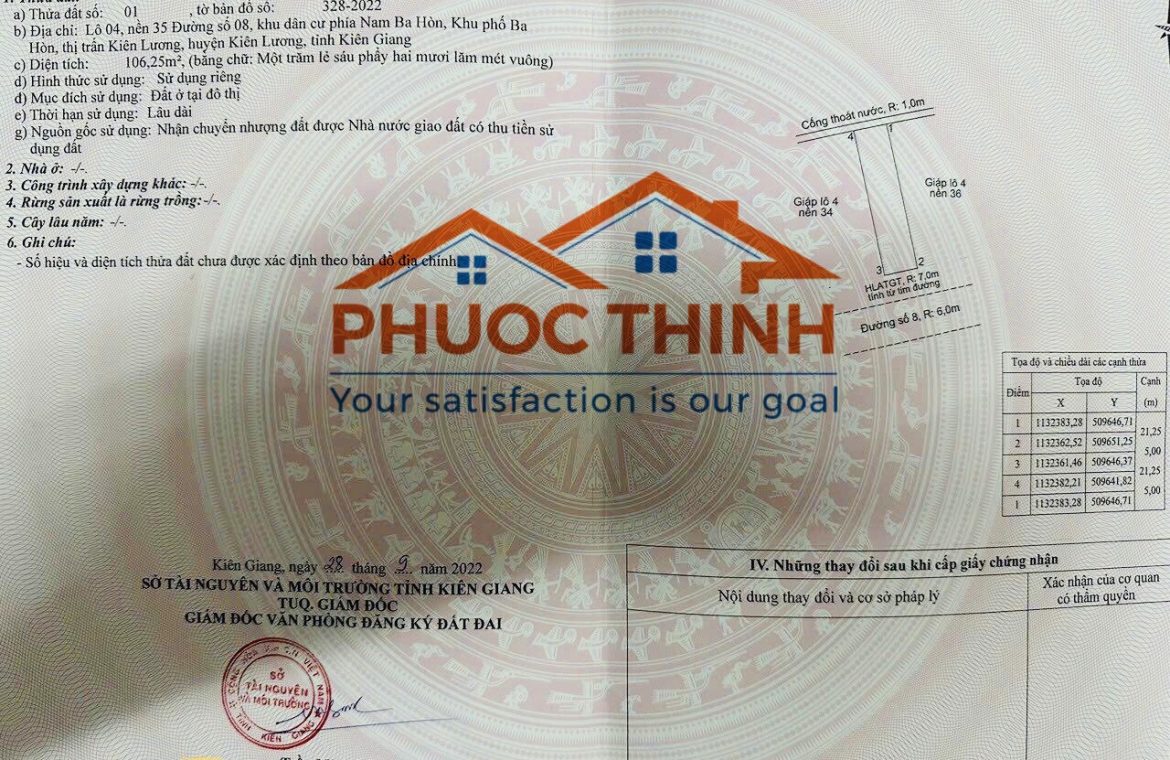 a) Thửa đất số: 01 , tờ bản đồ số: 328-2022
b) Địa chỉ: Lô 04, nền 35 Đường số 08, khu dân cư phía Nam Ba Hòn, Khu phố Ba
Hòn, thị trấn Kiên Lương, huyện Kiên Lương, tỉnh Kiên Giang
c) Diện tích: 106,25m², (bằng chữ: Một trăm lẻ sáu phẩy hai mươi lăm mét vuông)
d) Hình thức sử dụng: Sử dụng riêng
đ) Mục đích sử dụng: Đất ở tại đô thị
e) Thời hạn sử dụng: Lâu dài
g) Nguồn gốc sử dụng: Nhận chuyển nhượng đất được Nhà nước giao đất có thu tiền sử
dụng đất
2. Nhà ở: -/-.
3. Công trình xây dựng khác: -/-.
4. Rừng sản xuất là rừng trồng: -/-.
5. Cây lâu năm: -/-.
6. Ghi chú:
- Số hiệu và diện tích thửa đất chưa được xác định theo bản đồ địa chính
PHUOC THINH
Your satisfaction is our goal
Cống thoát nước, R: 1,0m
4 1
Giáp lô 4
nền 34
Giáp lô 4
nền 36
3 2
HLATGT, R: 7,0m
tính từ tim đường
Đường số 8, R: 6,0m
Tọa độ và chiều dài các cạnh thửa
Điểm Tọa độ Cạnh
X Y (m)
1 1132383,28 509646,71
21,25
2 1132362,52 509651,25
5,00
3 1132361,46 509646,37
21,25
4 1132382,21 509641,82
5,00
1 1132383,28 509646,71
Kiên Giang, ngày 28 tháng 9 năm 2022
SỞ TÀI NGUYÊN VÀ MÔI TRƯỜNG TỈNH KIÊN GIANG
TUQ. GIÁM ĐỐC
GIÁM ĐỐC VĂN PHÒNG ĐĂNG KÝ ĐẤT ĐAI
SỞ
TÀI NGUYÊN
VÀ MÔI TRƯỜNG
TỈNH KIÊN GIANG
IV. Những thay đổi sau khi cấp giấy chứng nhận
Nội dung thay đổi và cơ sở pháp lý
Xác nhận của cơ quan
có thẩm quyền